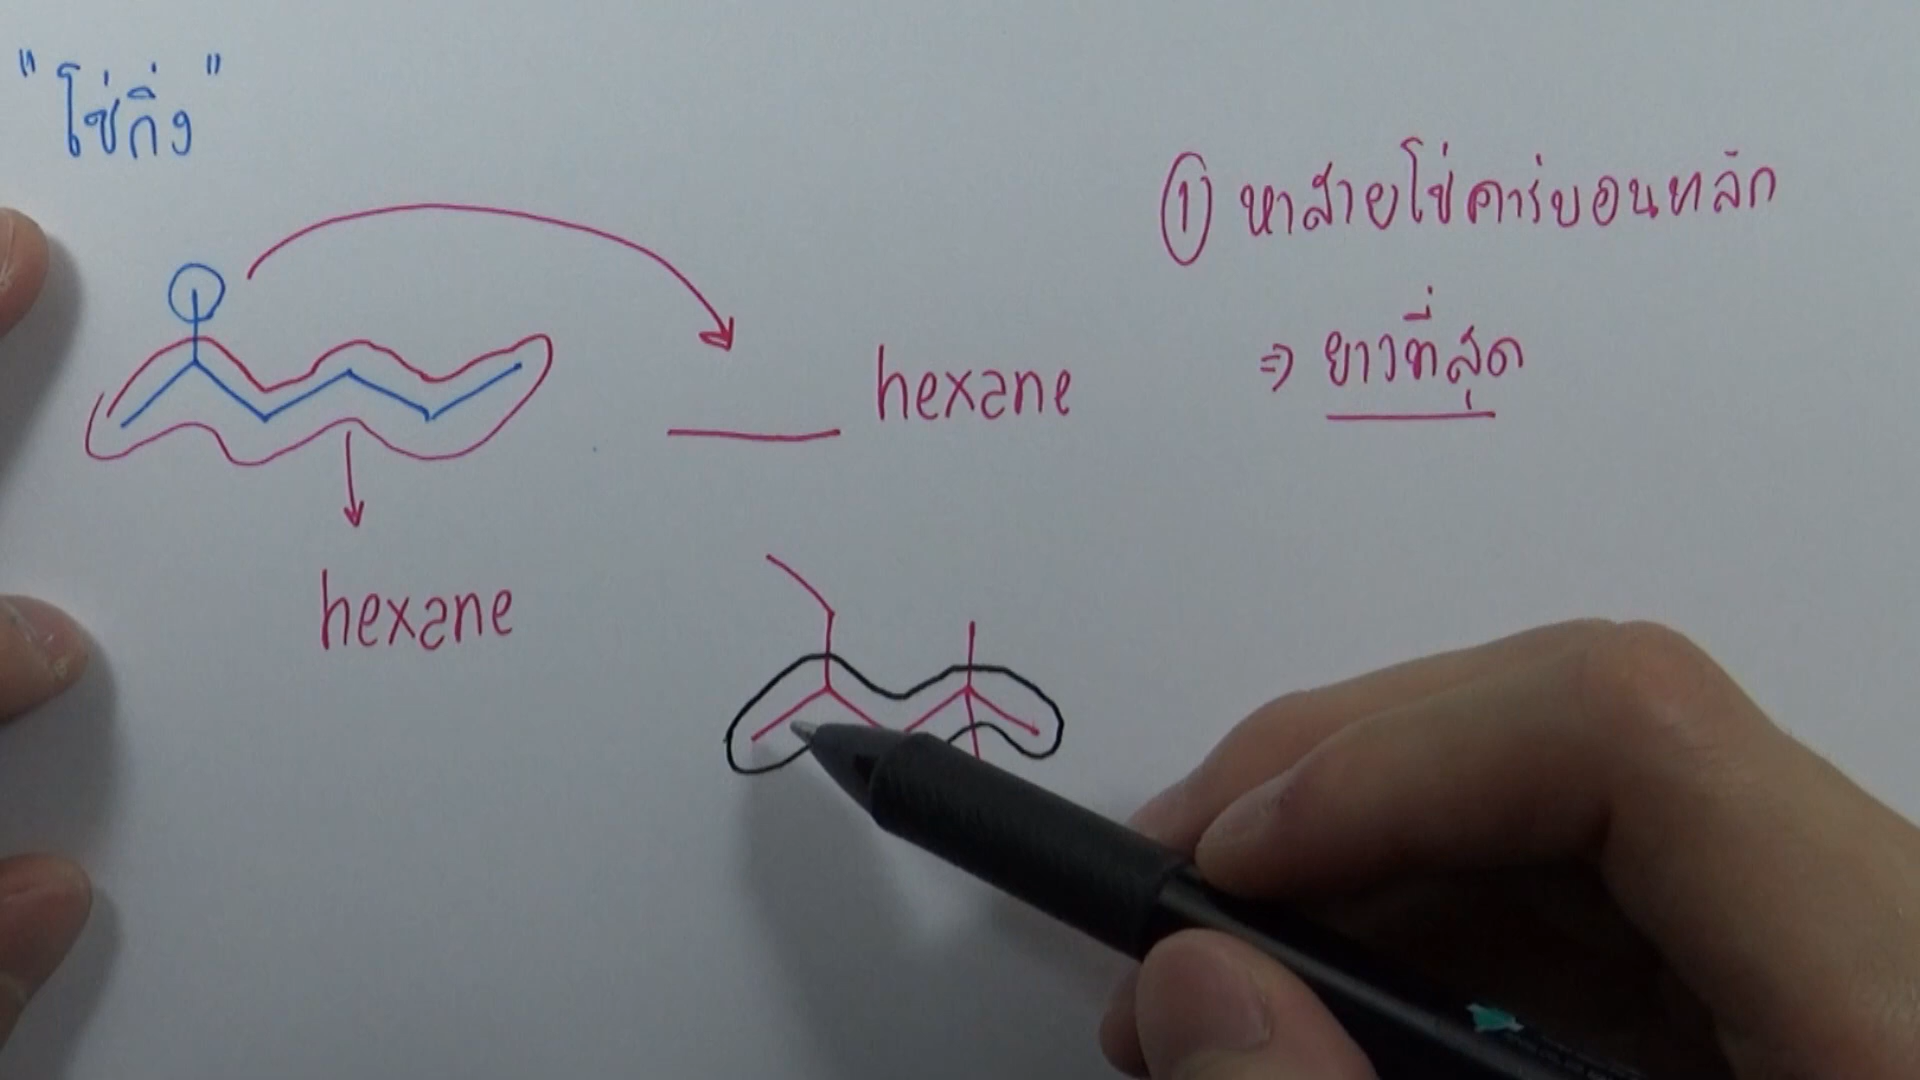 "โซ่กิ่ง"
① หาสายโซ่คาร์บอนหลัก
⇒ ยาวที่สุด
hexane
hexane